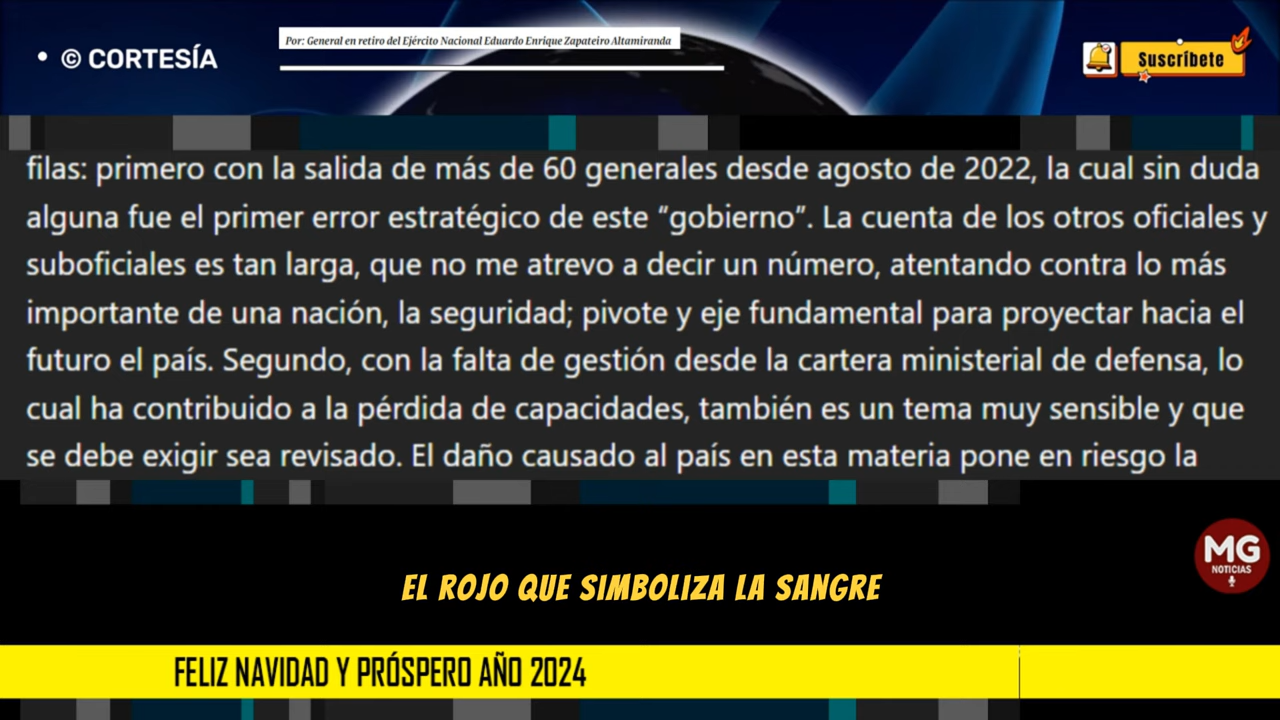 Por: General en retiro del Ejército Nacional Eduardo Enrique Zapateiro Altamiranda
• © CORTESÍA
Suscríbete
filas: primero con la salida de más de 60 generales desde agosto de 2022, la cual sin duda
alguna fue el primer error estratégico de este “gobierno”. La cuenta de los otros oficiales y
suboficiales es tan larga, que no me atrevo a decir un número, atentando contra lo más
importante de una nación, la seguridad; pivote y eje fundamental para proyectar hacia el
futuro el país. Segundo, con la falta de gestión desde la cartera ministerial de defensa, lo
cual ha contribuido a la pérdida de capacidades, también es un tema muy sensible y que
se debe exigir sea revisado. El daño causado al país en esta materia pone en riesgo la
MG
NOTICIAS
EL ROJO QUE SIMBOLIZA LA SANGRE
FELIZ NAVIDAD Y PRÓSPERO AÑO 2024